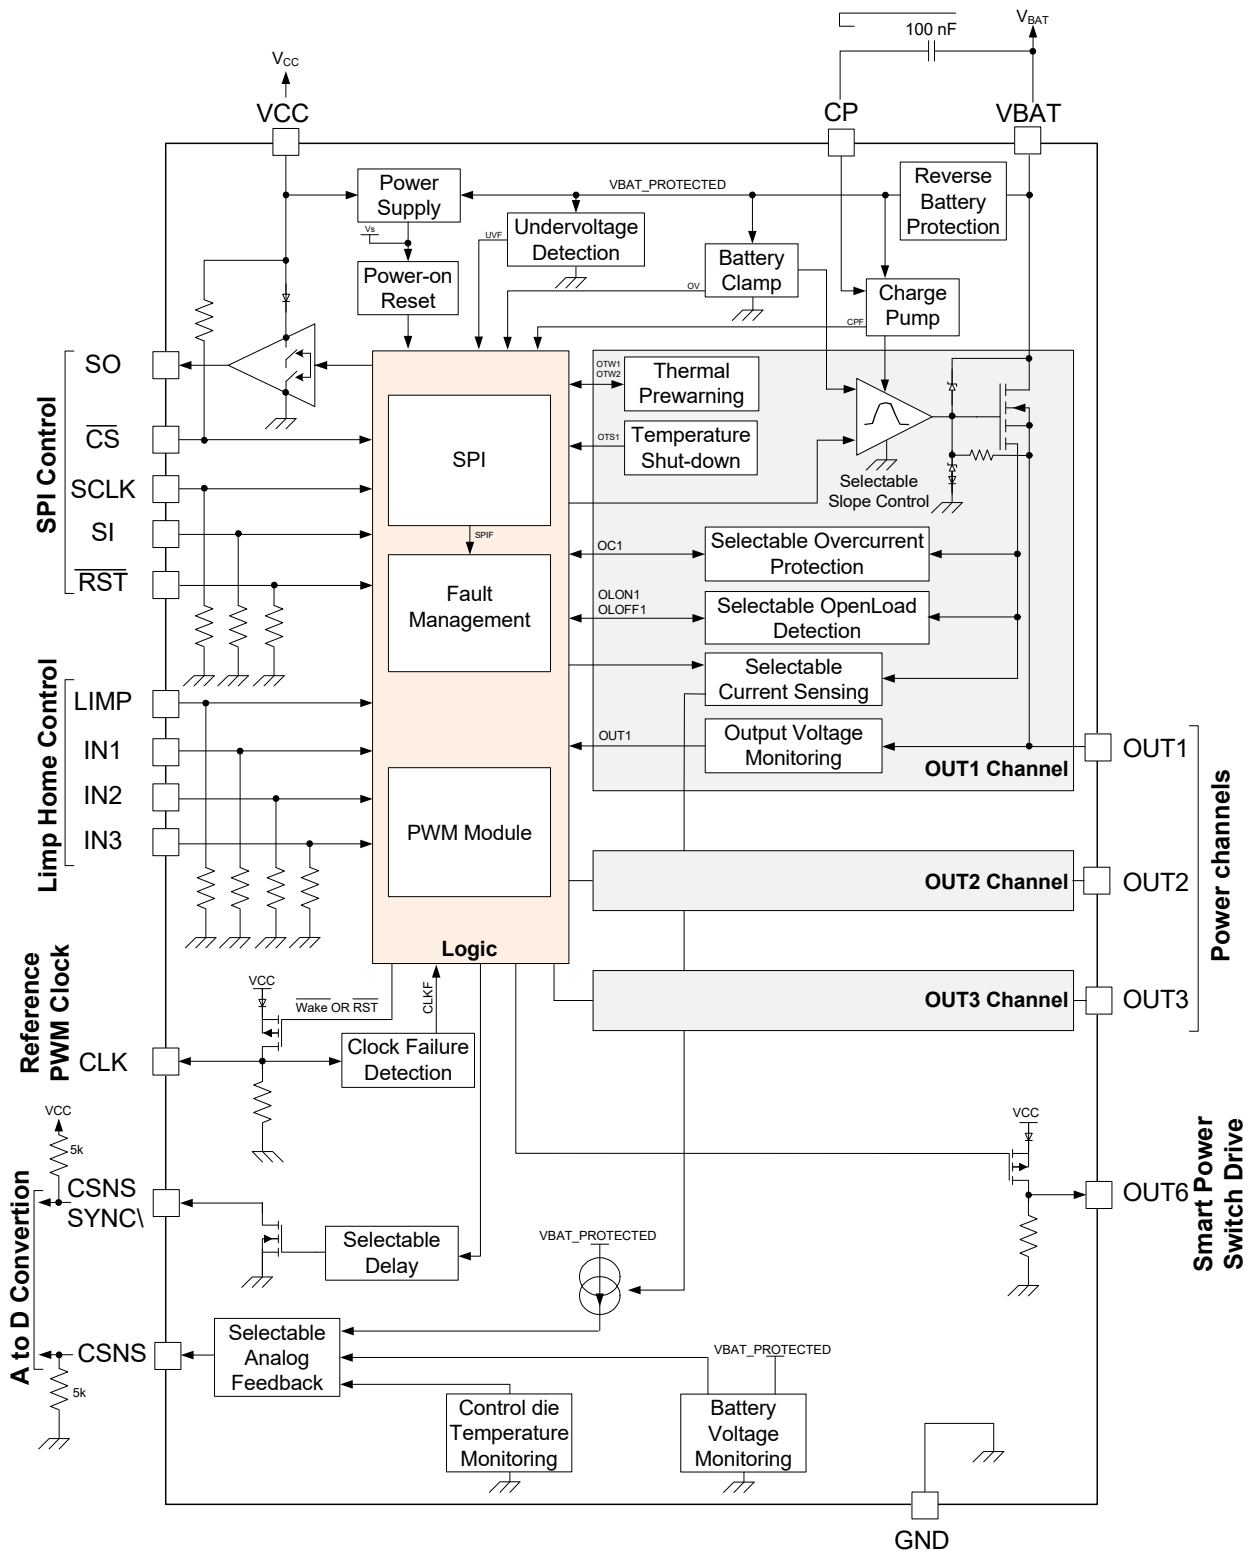 VBAT
100 nF
VCC
VCC
CP
VBAT
Power
Supply
VBAT_PROTECTED
Reverse
Battery
Protection
Vs
UVF
Undervoltage
Detection
Battery
Clamp
Power-on
Reset
OV
Charge
Pump
CPF
SPI Control
SO
CS
SCLK
SI
RST
SPI
SPIF
Fault
Management
OTW1
OTW2
Thermal
Prewarning
OTS1
Temperature
Shut-down
Selectable
Slope Control
OC1
Selectable Overcurrent
Protection
OLON1
OLOFF1
Selectable OpenLoad
Detection
Selectable
Current Sensing
OUT1
Output Voltage
Monitoring
OUT1 Channel
OUT1
Limp Home Control
LIMP
IN1
IN2
IN3
PWM Module
Logic
OUT2 Channel
OUT2
OUT3 Channel
OUT3
Power channels
Reference
PWM Clock
CLK
VCC
Wake OR RST
CLKF
Clock Failure
Detection
VCC
5k
A to D Convertion
CSNS
SYNC\
Selectable
Delay
VBAT_PROTECTED
VCC
OUT6
Smart Power
Switch Drive
CSNS
5k
Selectable
Analog
Feedback
VBAT_PROTECTED
Control die
Temperature
Monitoring
Battery
Voltage
Monitoring
GND